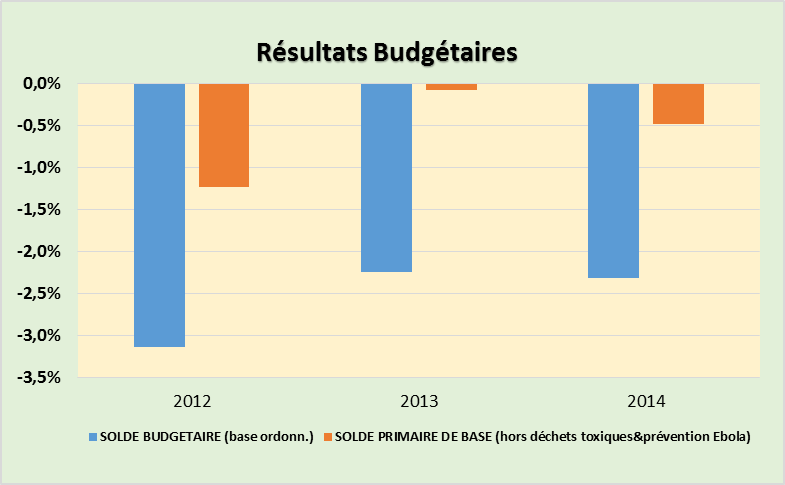 Résultats Budgétaires
0,0%
-0,5%
-1,0%
-1,5%
-2,0%
-2,5%
-3,0%
-3,5%
2012 2013 2014
SOLDE BUDGETAIRE (base ordonn.) SOLDE PRIMAIRE DE BASE (hors déchets toxiques&prévention Ebola)